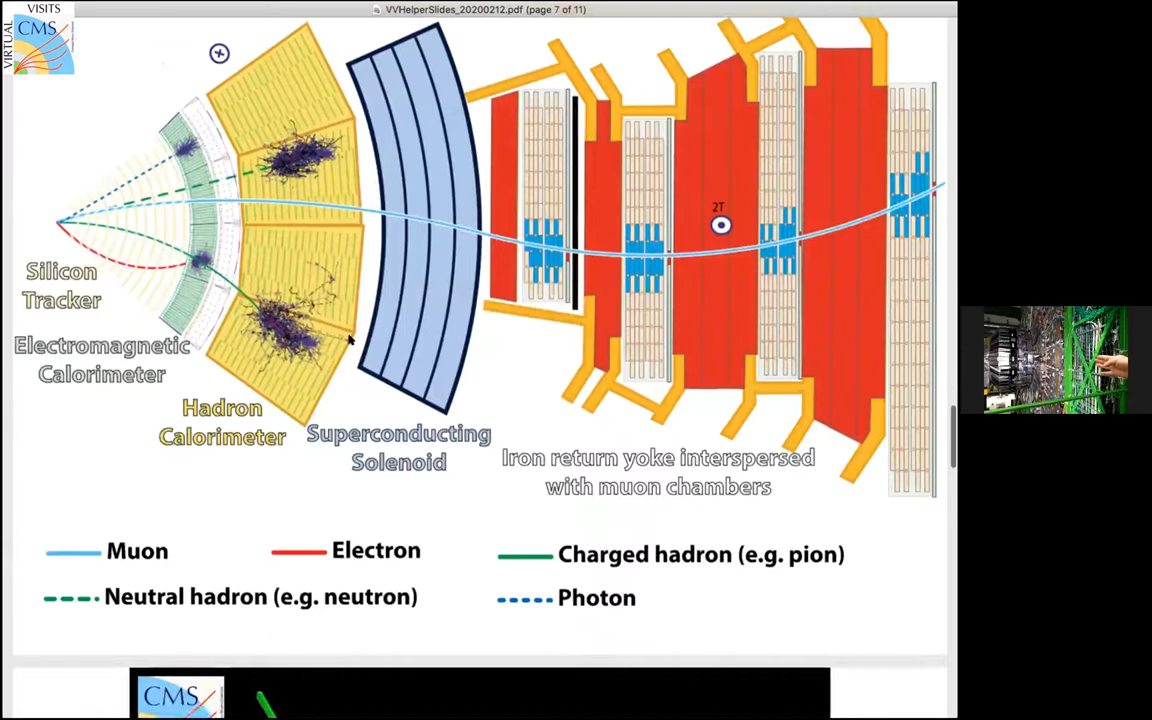 VVHelperSlides_20200212.pdf (page 7 of 11)
VIRTUAL
VISITS
CMS
2T
Silicon
Tracker
Electromagnetic
Calorimeter
Hadron
Calorimeter
Superconducting
Solenoid
Iron return yoke interspersed
with muon chambers
Muon
Electron
Charged hadron (e.g. pion)
Neutral hadron (e.g. neutron)
Photon
CMS